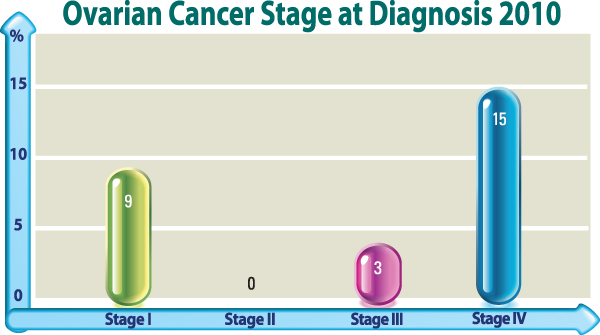 Ovarian Cancer Stage at Diagnosis 2010
%
15
10
5
0
9
0
3
15
Stage I
Stage II
Stage III
Stage IV